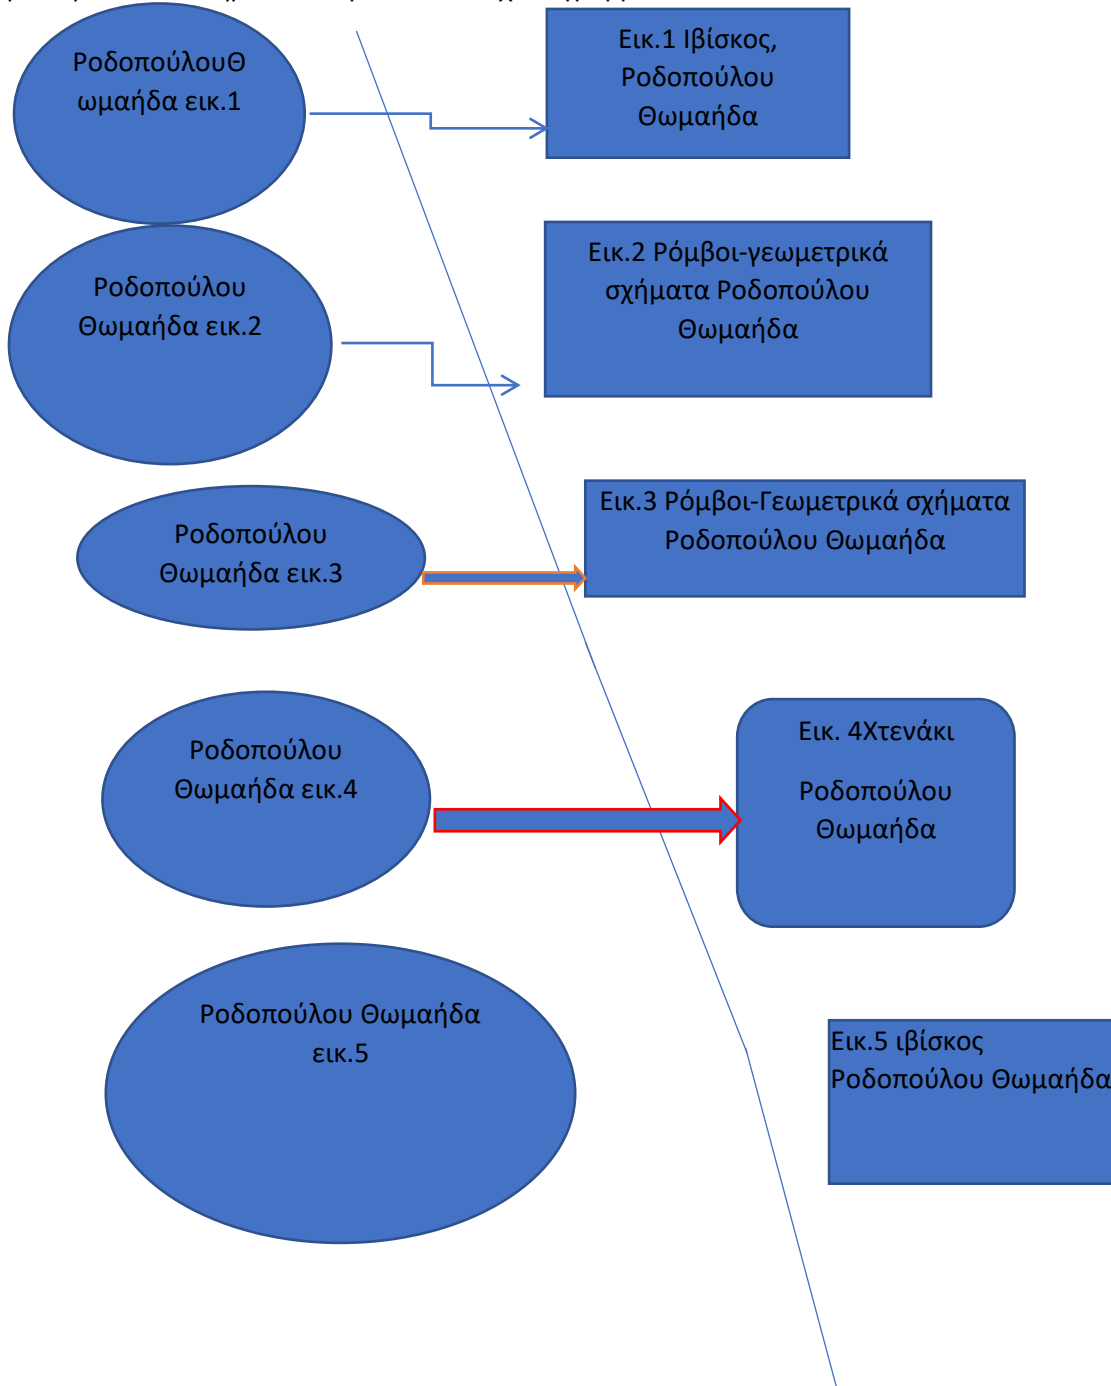 ΡοδοπούλουΘ
ωμαήδα εικ.1
Εικ.1 Ιβίσκος,
Ροδοπούλου
Θωμαήδα
Ροδοπούλου
Θωμαήδα εικ.2
Εικ.2 Ρόμβοι-γεωμετρικά
σχήματα Ροδοπούλου
Θωμαήδα
Ροδοπούλου
Θωμαήδα εικ.3
Εικ.3 Ρόμβοι-Γεωμετρικά σχήματα
Ροδοπούλου Θωμαήδα
Ροδοπούλου
Θωμαήδα εικ.4
Εικ. 4Χτενάκι
Ροδοπούλου
Θωμαήδα
Ροδοπούλου Θωμαήδα
εικ.5
Εικ.5 ιβίσκος
Ροδοπούλου Θωμαήδα